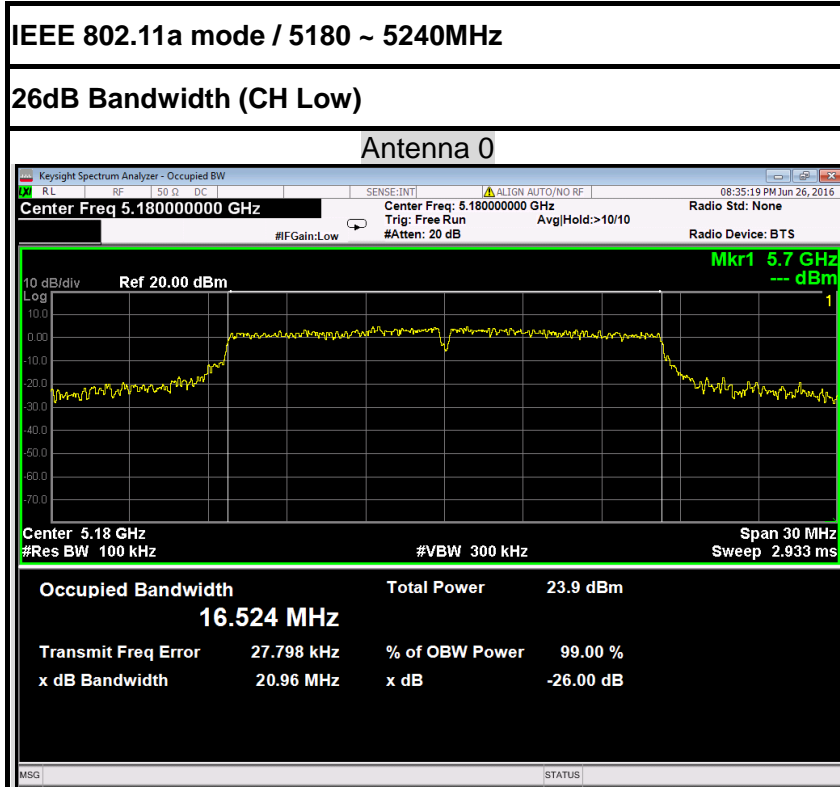 IEEE 802.11a mode / 5180 ~ 5240MHz
26dB Bandwidth (CH Low)
Antenna 0
Keysight Spectrum Analyzer - Occupied BW
LXI RL RF 50 Ω DC SENSE:INT ALIGN AUTO/NO RF 08:35:19 PM Jun 26, 2016
Center Freq 5.180000000 GHz Center Freq: 5.180000000 GHz Radio Std: None
Trig: Free Run Avg|Hold:>10/10
#IFGain:Low #Atten: 20 dB Radio Device: BTS
Mkr1 5.7 GHz
10 dB/div Ref 20.00 dBm --- dBm
Log
1
10.0
0.00
-10.0
-20.0
-30.0
-40.0
-50.0
-60.0
-70.0
Center 5.18 GHz Span 30 MHz
#Res BW 100 kHz #VBW 300 kHz Sweep 2.933 ms
Occupied Bandwidth Total Power 23.9 dBm
16.524 MHz
Transmit Freq Error 27.798 kHz % of OBW Power 99.00 %
x dB Bandwidth 20.96 MHz x dB -26.00 dB
MSG STATUS